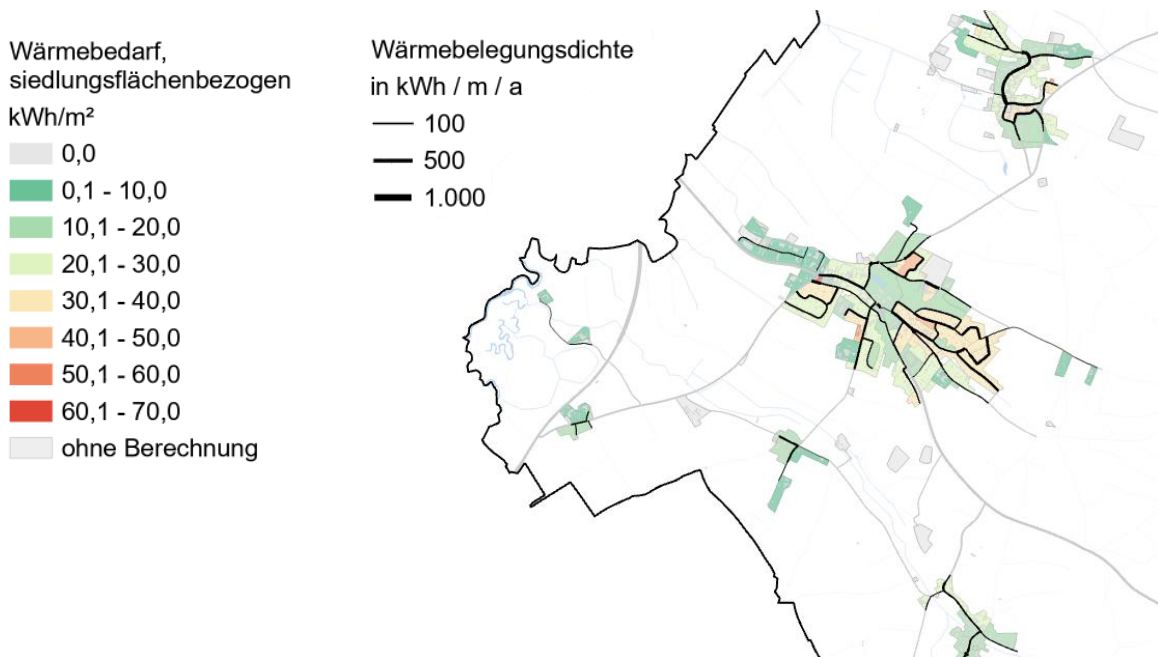 Wärmebedarf,
siedlungsflächenbezogen
kWh/m²
0,0
0,1 - 10,0
10,1 - 20,0
20,1 - 30,0
30,1 - 40,0
40,1 - 50,0
50,1 - 60,0
60,1 - 70,0
ohne Berechnung
Wärmebelegungsdichte
in kWh / m / a
100
500
1.000